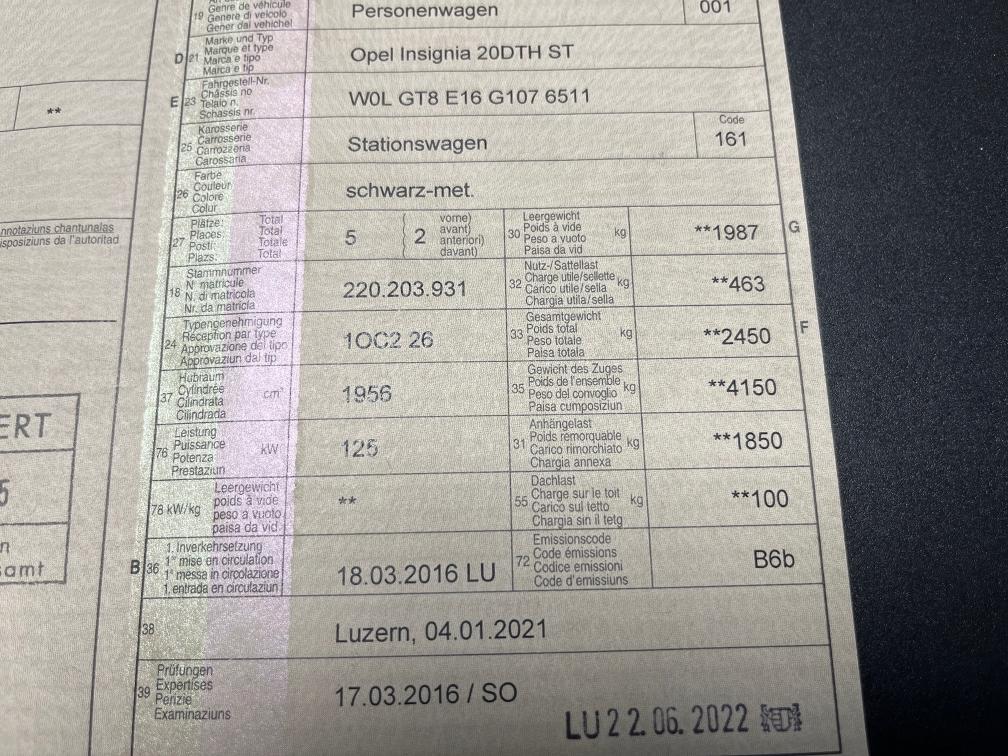 19 Genre de véhicule
Genere di veicolo
Gener dal vehichel
Personenwagen
001
D 21 Marke und Typ
Marque et type
Marca e tipo
Marca e tip
Opel Insignia 20DTH ST
E 23 Fahrgestell-Nr.
Châssis no
Telaio n.
Schassis nr.
W0L GT8 E16 G107 6511
25 Karosserie
Carrosserie
Carrozzeria
Carossaria
Stationswagen
Code
161
26 Farbe
Couleur
Colore
Colur
schwarz-met.
27 Plätze: Total
Places: Total
Posti: Totale
Plazs: Total
5
2
vorne)
avant)
anteriori)
davant)
30 Leergewicht
Poids à vide
Peso a vuoto
Paisa da vid
kg
**1987
G
18 Stammnummer
N matricule
N. di matricola
Nr. da matricla
220.203.931
32 Nutz-/Sattellast
Charge utile/sellette
Carico utile/sella
Chargia utila/sella
kg
**463
24 Typengenehmigung
Réception par type
Approvazione del tipo
Approvaziun dal tip
1OC2 26
33 Gesamtgewicht
Poids total
Peso totale
Paisa totala
kg
**2450
F
37 Hubraum
Cylindrée
Cilindrata
Cilindrada
cm³
1956
35 Gewicht des Zuges
Poids de l'ensemble
Peso del convoglio
Paisa cumposiziun
kg
**4150
76 Leistung
Puissance
Potenza
Prestaziun
kW
125
31 Anhängelast
Poids remorquable
Carico rimorchiato
Chargia annexa
kg
**1850
78 kW/kg
Leergewicht
poids à vide
peso a vuoto
paisa da vid
**
55 Dachlast
Charge sur le toit
Carico sul tetto
Chargia sin il tetg
kg
**100
B 36 1. Inverkehrsetzung
1re mise en circulation
1a messa in circolazione
1. entrada en circulaziun
18.03.2016 LU
72 Emissionscode
Code émissions
Codice emissioni
Code d'emissiuns
B6b
38
Luzern, 04.01.2021
39 Prüfungen
Expertises
Perizie
Examinaziuns
17.03.2016 / SO
LU 22.06.2022
**
nnotaziuns chantunalas
isposiziuns da l'autoritad
ERT
5
n
samt